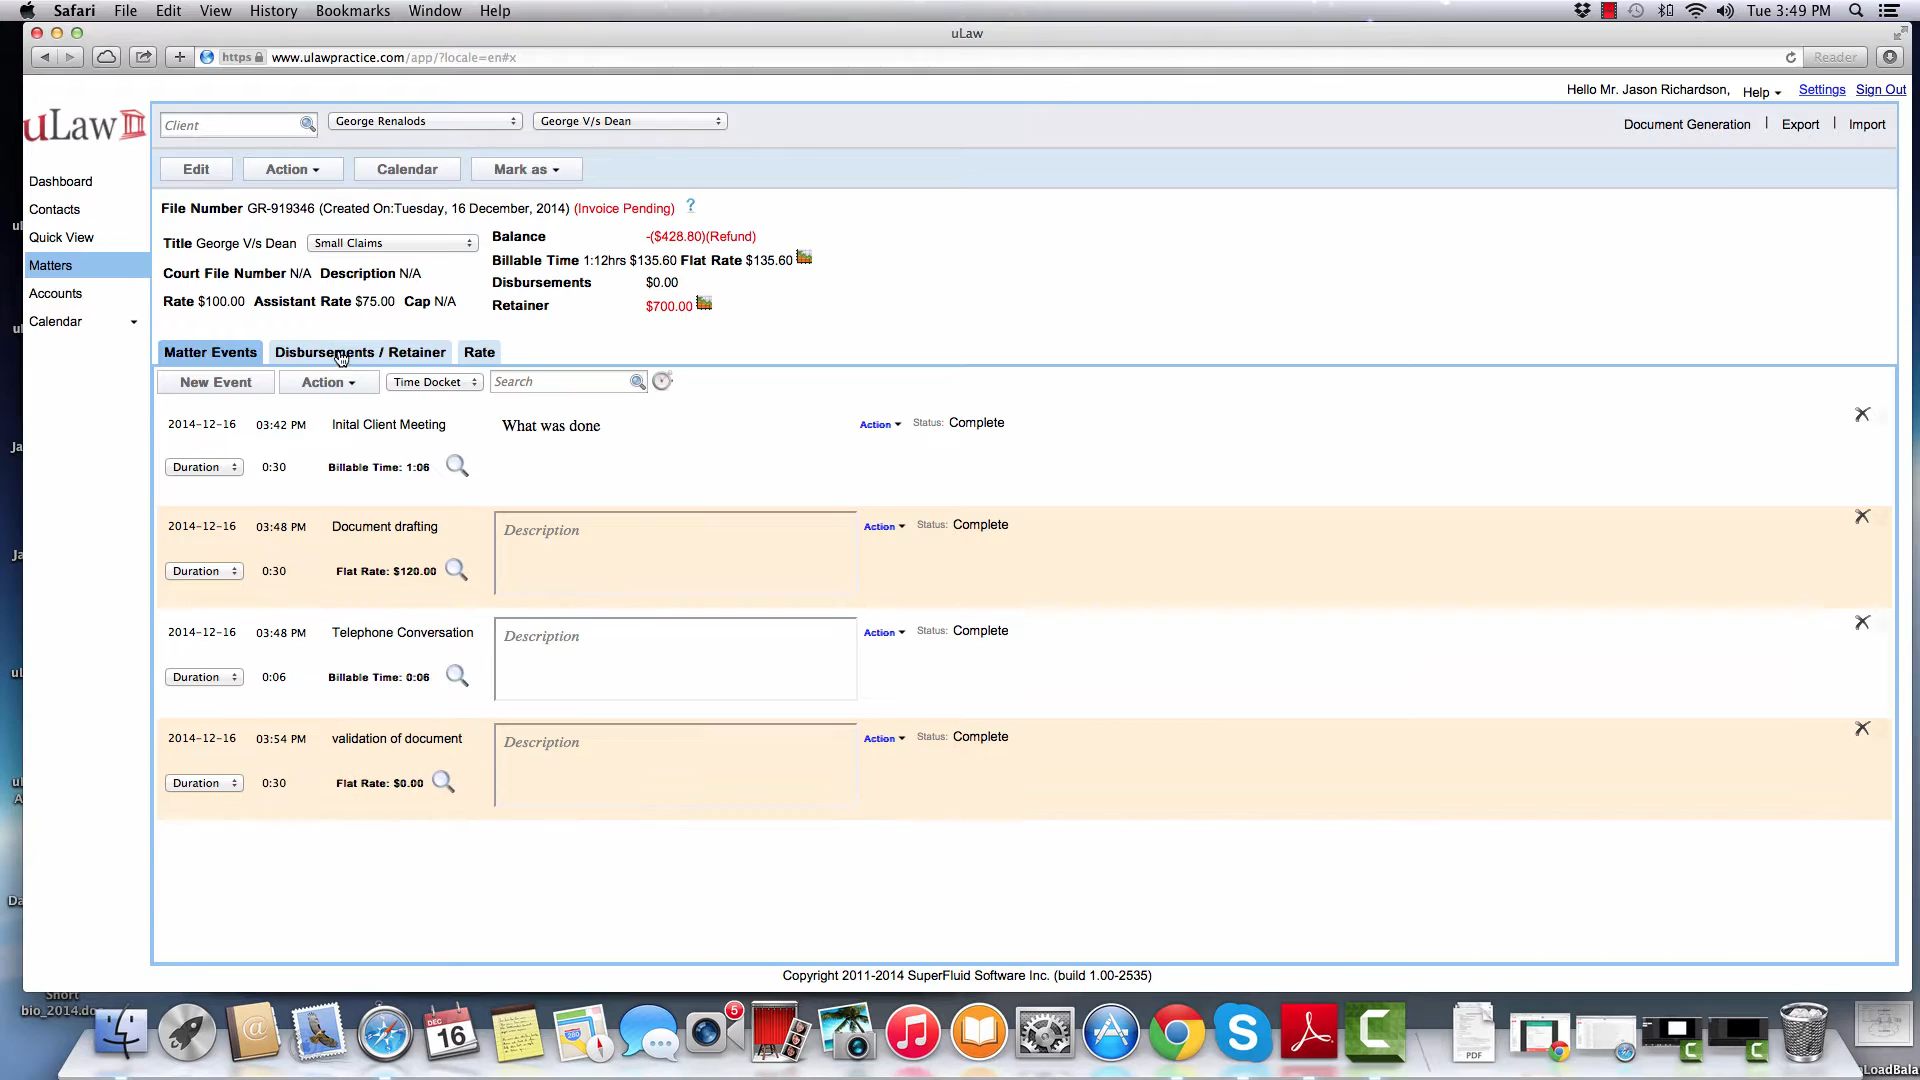 Safari File Edit View History Bookmarks Window Help Tue 3:49 PM
uLaw
https www.ulawpractice.com/app/?locale=en#x Reader
Hello Mr. Jason Richardson, Help Settings Sign Out
uLaw
Client George Renalods George V/s Dean Document Generation | Export | Import
Edit Action Calendar Mark as
Dashboard
Contacts
Quick View
Matters
Accounts
Calendar
File Number GR-919346 (Created On:Tuesday, 16 December, 2014) (Invoice Pending) ?
Title George V/s Dean Small Claims
Court File Number N/A Description N/A
Rate $100.00 Assistant Rate $75.00 Cap N/A
Balance -($428.80)(Refund)
Billable Time 1:12hrs $135.60 Flat Rate $135.60
Disbursements $0.00
Retainer $700.00
Matter Events Disbursements / Retainer Rate
New Event Action Time Docket Search
2014-12-16 03:42 PM Inital Client Meeting What was done Action Status: Complete
Duration 0:30 Billable Time: 1:06
2014-12-16 03:48 PM Document drafting Description Action Status: Complete
Duration 0:30 Flat Rate: $120.00
2014-12-16 03:48 PM Telephone Conversation Description Action Status: Complete
Duration 0:06 Billable Time: 0:06
2014-12-16 03:54 PM validation of document Description Action Status: Complete
Duration 0:30 Flat Rate: $0.00
Copyright 2011-2014 SuperFluid Software Inc. (build 1.00-2535)
Short
bio_2014.do
DEC
16
5
PDF
LoadBala